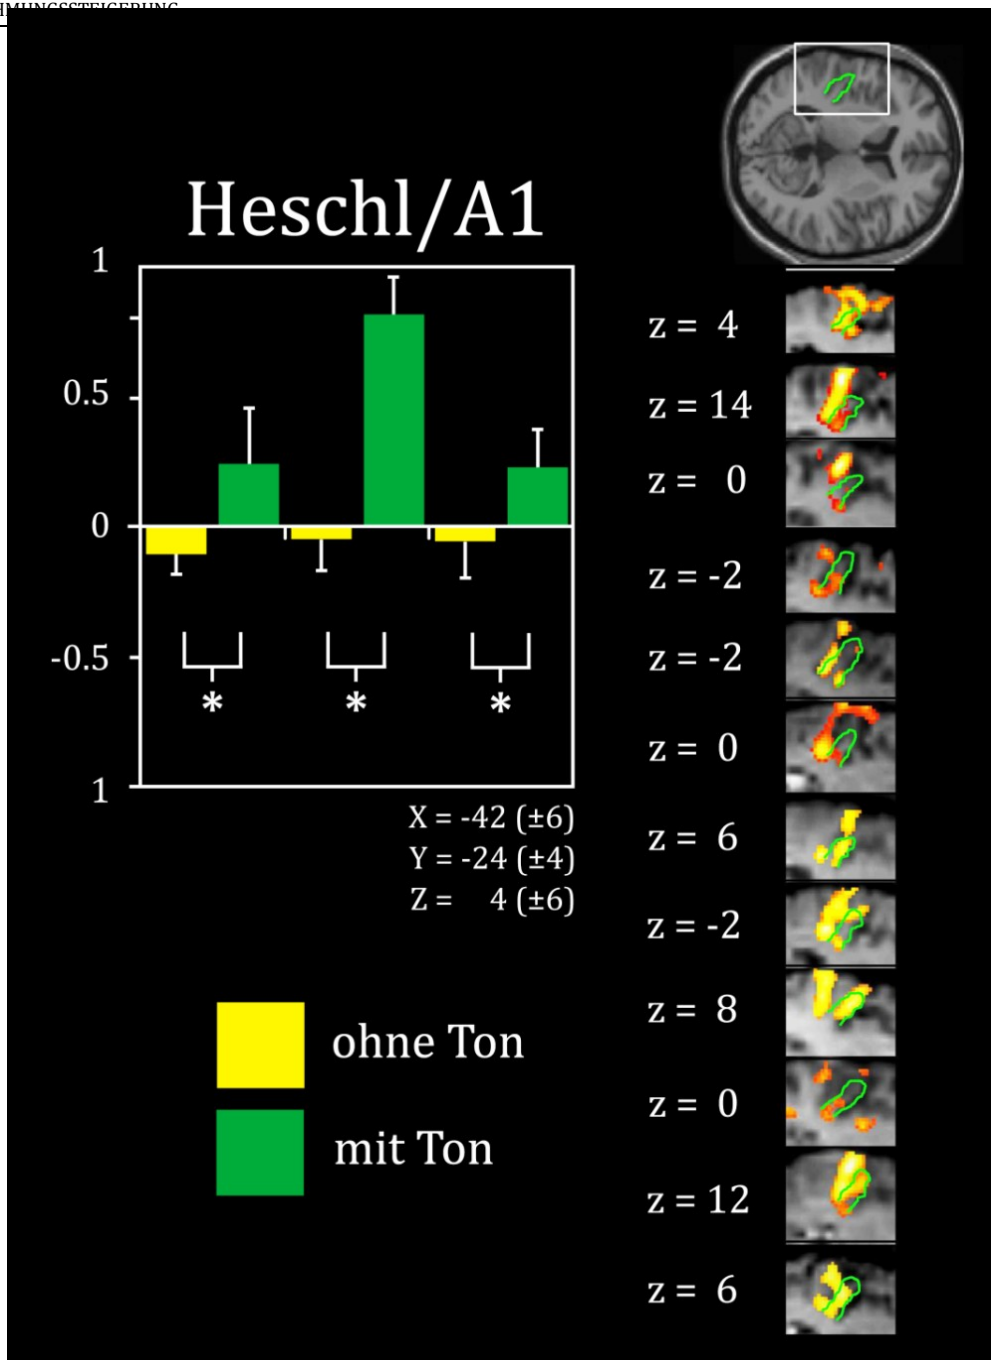 Heschl/A1
1
0.5
0
-0.5
1
*
*
*
X = -42 (±6)
Y = -24 (±4)
Z = 4 (±6)
ohne Ton
mit Ton
z = 4
z = 14
z = 0
z = -2
z = -2
z = 0
z = 6
z = -2
z = 8
z = 0
z = 12
z = 6